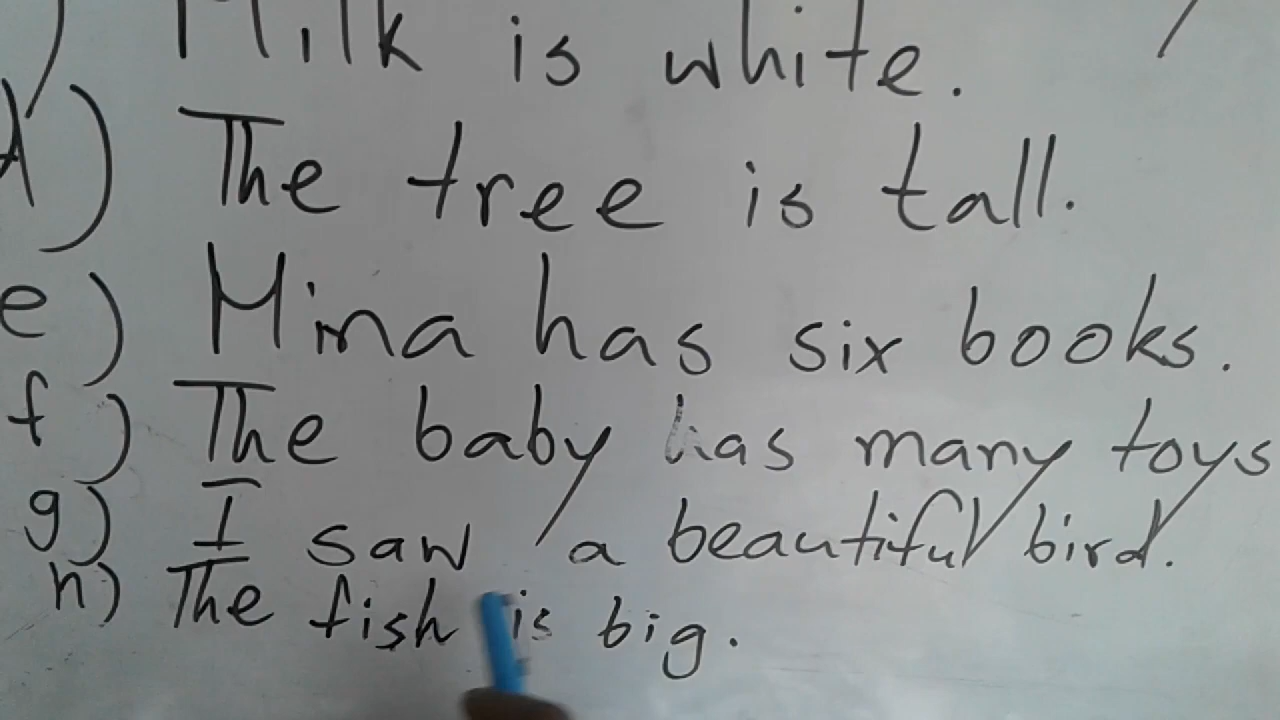 ) Milk is white.
d) The tree is tall.
e) Mina has six books.
f) The baby has many toys
g) I saw a beautiful bird.
h) The fish is big.